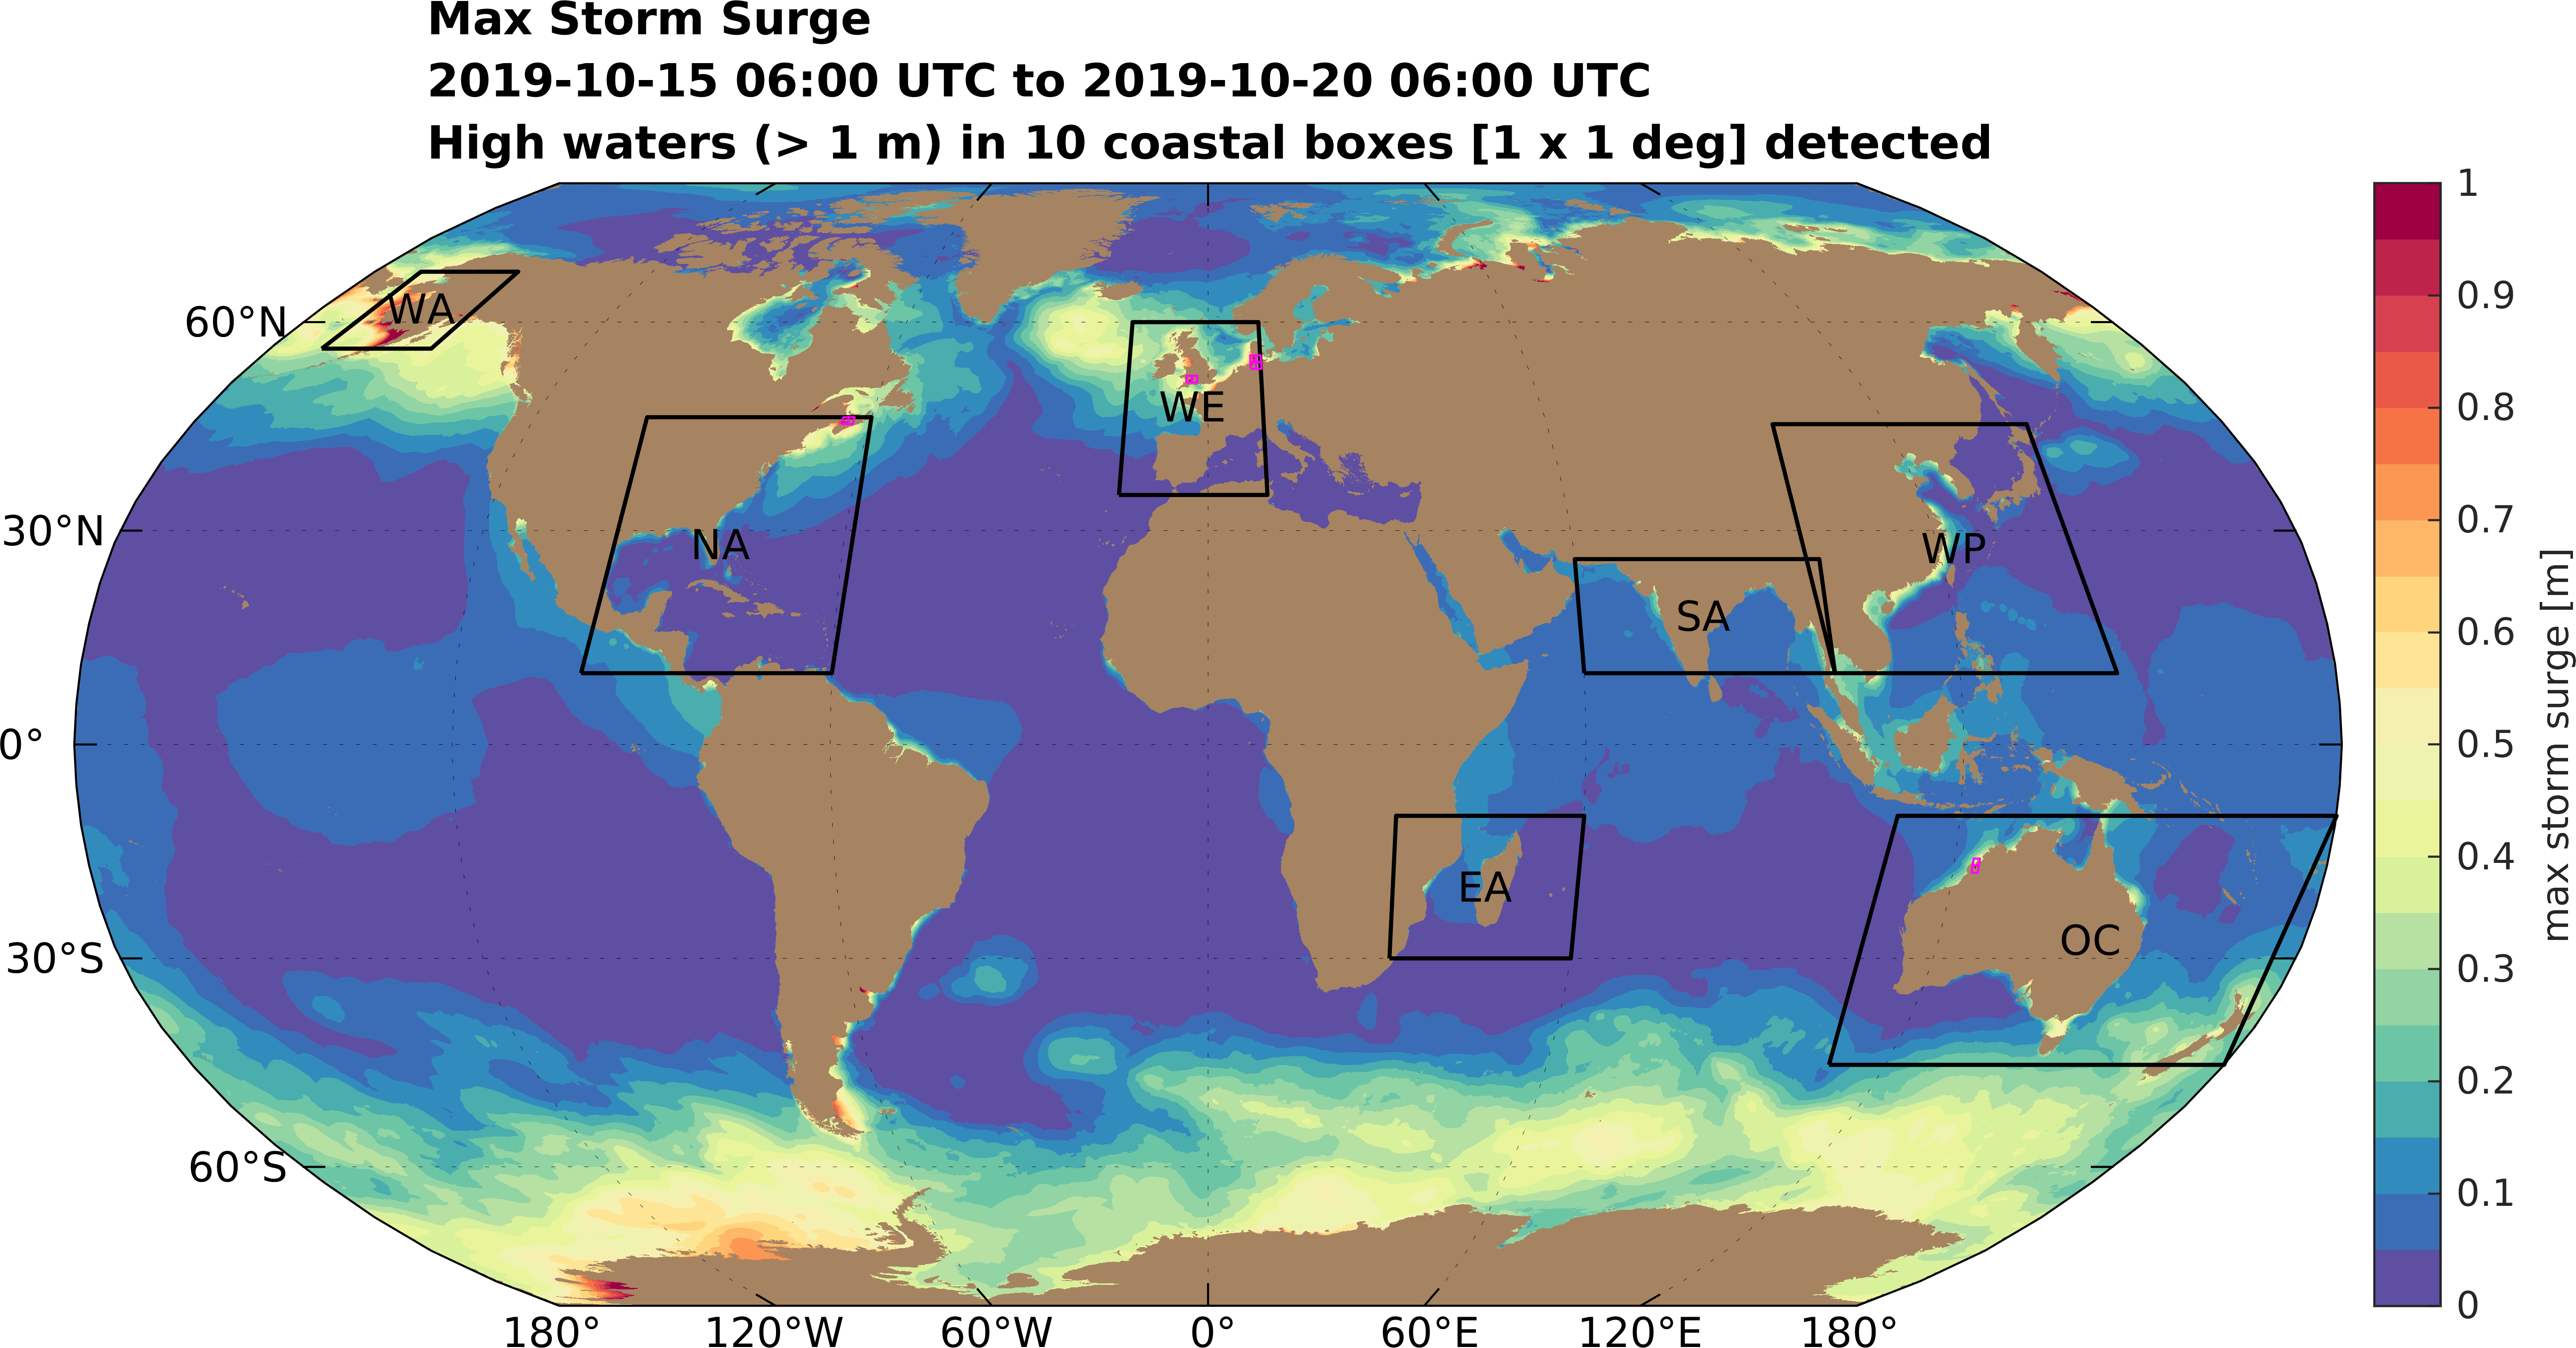 Max Storm Surge
2019-10-15 06:00 UTC to 2019-10-20 06:00 UTC
High waters (> 1 m) in 10 coastal boxes [1 x 1 deg] detected
60°N
30°N
0°
30°S
60°S
WA
NA
WE
SA
WP
EA
OC
180°
120°W
60°W
0°
60°E
120°E
180°
1
0.9
0.8
0.7
0.6
0.5
0.4
0.3
0.2
0.1
0
max storm surge [m]